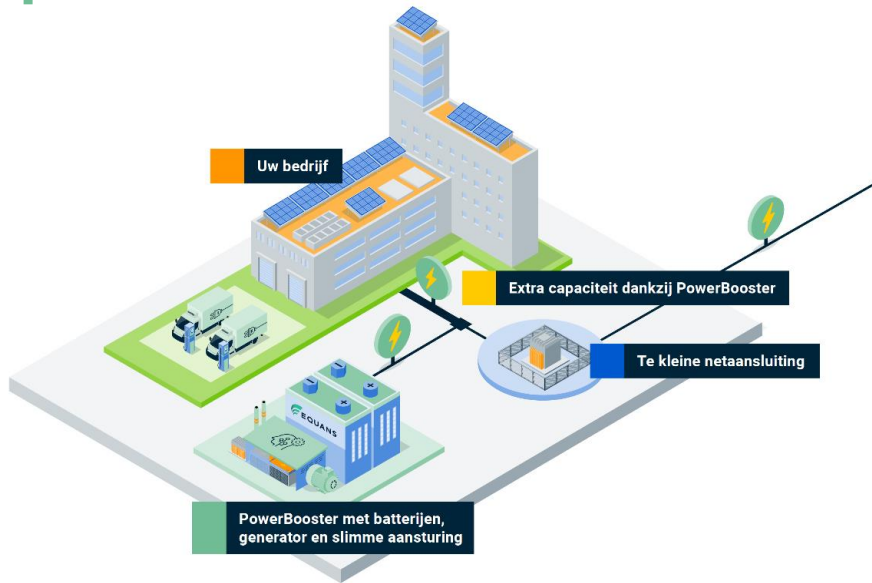 Uw bedrijf
Extra capaciteit dankzij PowerBooster
Te kleine netaansluiting
EQUANS
PowerBooster met batterijen,
generator en slimme aansturing